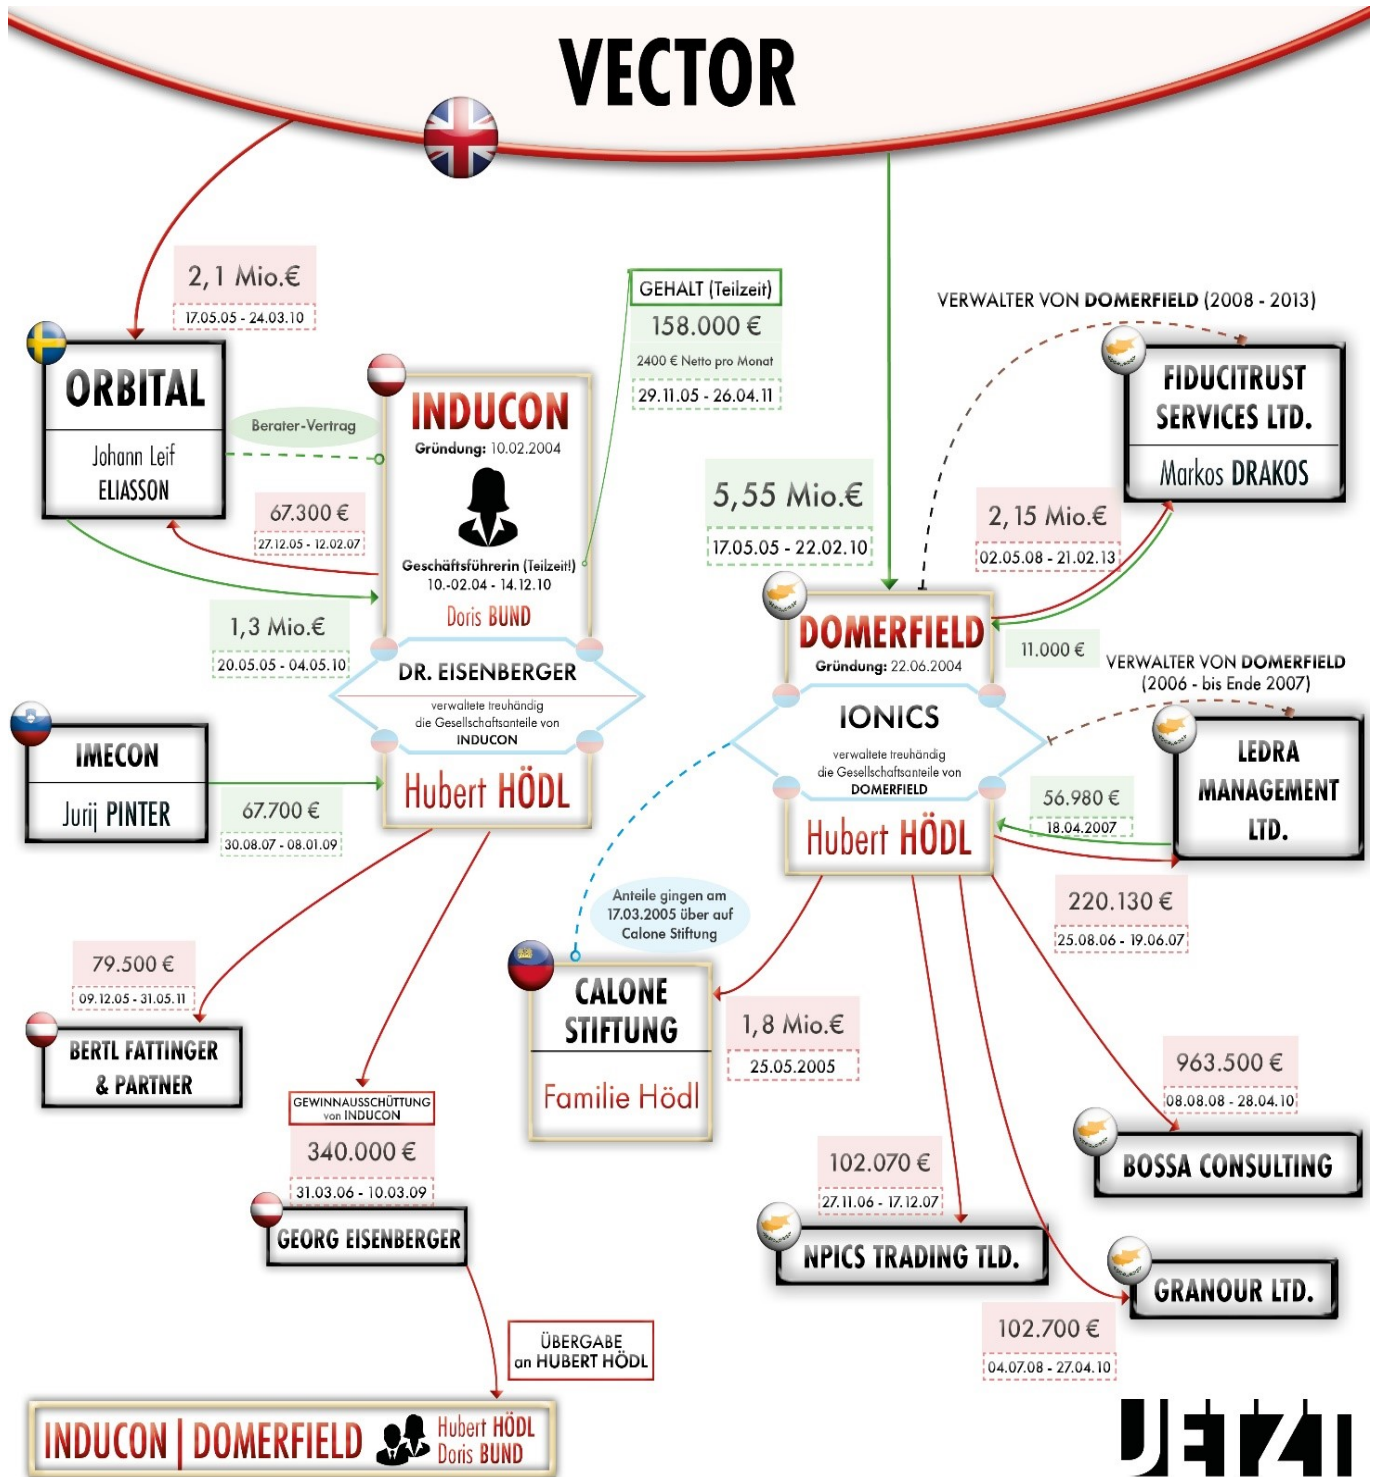 VECTOR
2,1 Mio.€
17.05.05 - 24.03.10
GEHALT (Teilzeit)
158.000 €
2400 € Netto pro Monat
29.11.05 - 26.04.11
VERWALTER VON DOMERFIELD (2008 - 2013)
ORBITAL
Johann Leif
ELIASSON
Berater-Vertrag
INDUCON
Gründung: 10.02.2004
Geschäftsführerin (Teilzeit!)
10.-02.04 - 14.12.10
Doris BUND
67.300 €
27.12.05 - 12.02.07
1,3 Mio.€
20.05.05 - 04.05.10
5,55 Mio.€
17.05.05 - 22.02.10
FIDUCITRUST
SERVICES LTD.
Markos DRAKOS
2,15 Mio.€
02.05.08 - 21.02.13
11.000 €
DOMERFIELD
Gründung: 22.06.2004
VERWALTER VON DOMERFIELD
(2006 - bis Ende 2007)
DR. EISENBERGER
verwaltete treuhändig
die Gesellschaftsanteile von
INDUCON
Hubert HÖDL
IONICS
verwaltete treuhändig
die Gesellschaftsanteile von
DOMERFIELD
Hubert HÖDL
IMECON
Jurij PINTER
67.700 €
30.08.07 - 08.01.09
LEDRA
MANAGEMENT
LTD.
56.980 €
18.04.2007
220.130 €
25.08.06 - 19.06.07
Anteile gingen am
17.03.2005 über auf
Calone Stiftung
79.500 €
09.12.05 - 31.05.11
BERTL FATTINGER
& PARTNER
CALONE
STIFTUNG
Familie Hödl
1,8 Mio.€
25.05.2005
963.500 €
08.08.08 - 28.04.10
BOSSA CONSULTING
GEWINNAUSSCHÜTTUNG
von INDUCON
340.000 €
31.03.06 - 10.03.09
GEORG EISENBERGER
102.070 €
27.11.06 - 17.12.07
NPICS TRADING TLD.
GRANOUR LTD.
102.700 €
04.07.08 - 27.04.10
ÜBERGABE
an HUBERT HÖDL
INDUCON | DOMERFIELD
Hubert HÖDL
Doris BUND
JETZT